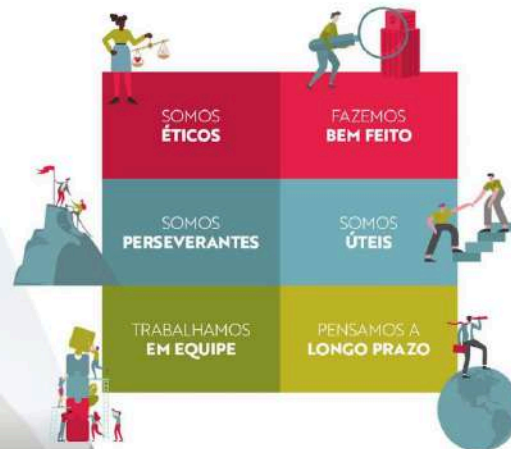 SOMOS
ÉTICOS
FAZEMOS
BEM FEITO
SOMOS
PERSEVERANTES
SOMOS
ÚTEIS
TRABALHAMOS
EM EQUIPE
PENSAMOS A
LONGO PRAZO